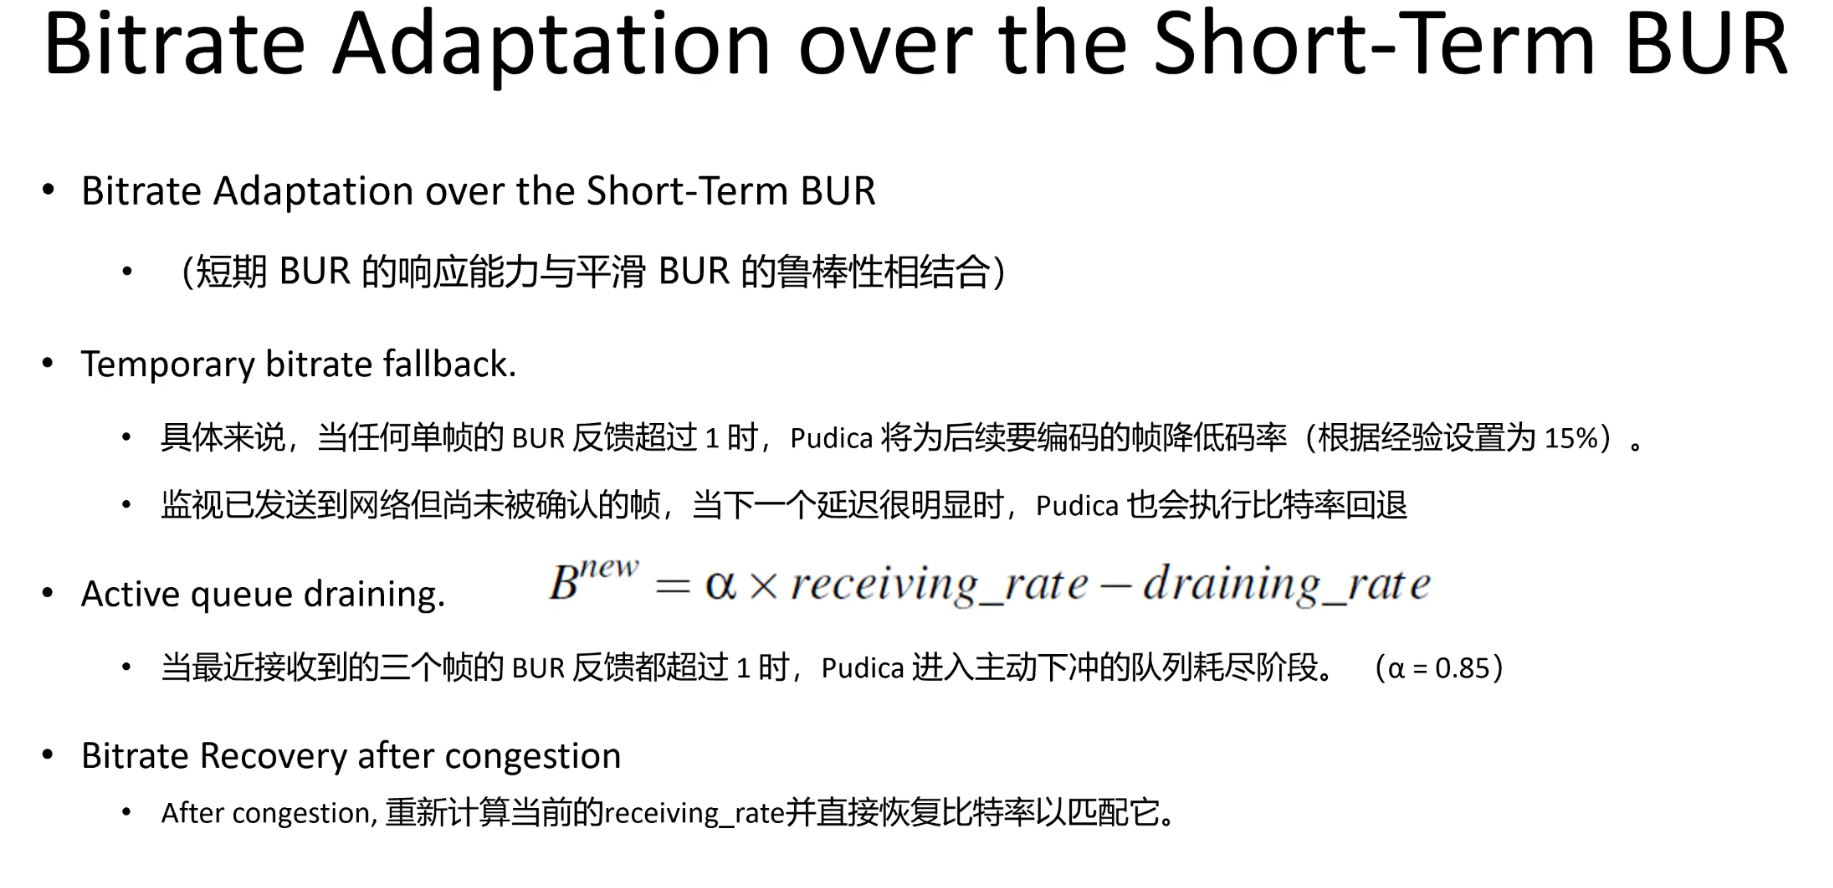 Bitrate Adaptation over the Short-Term BUR
• Bitrate Adaptation over the Short-Term BUR
• （短期 BUR 的响应能力与平滑 BUR 的鲁棒性相结合）
• Temporary bitrate fallback.
• 具体来说，当任何单帧的 BUR 反馈超过 1 时，Pudica 将为后续要编码的帧降低码率（根据经验设置为 15%）。
• 监视已发送到网络但尚未被确认的帧，当下一个延迟很明显时，Pudica 也会执行比特率回退
• Active queue draining.
B^new = α × receiving_rate − draining_rate
• 当最近接收到的三个帧的 BUR 反馈都超过 1 时，Pudica 进入主动下冲的队列耗尽阶段。 （α = 0.85）
• Bitrate Recovery after congestion
• After congestion, 重新计算当前的receiving_rate并直接恢复比特率以匹配它。